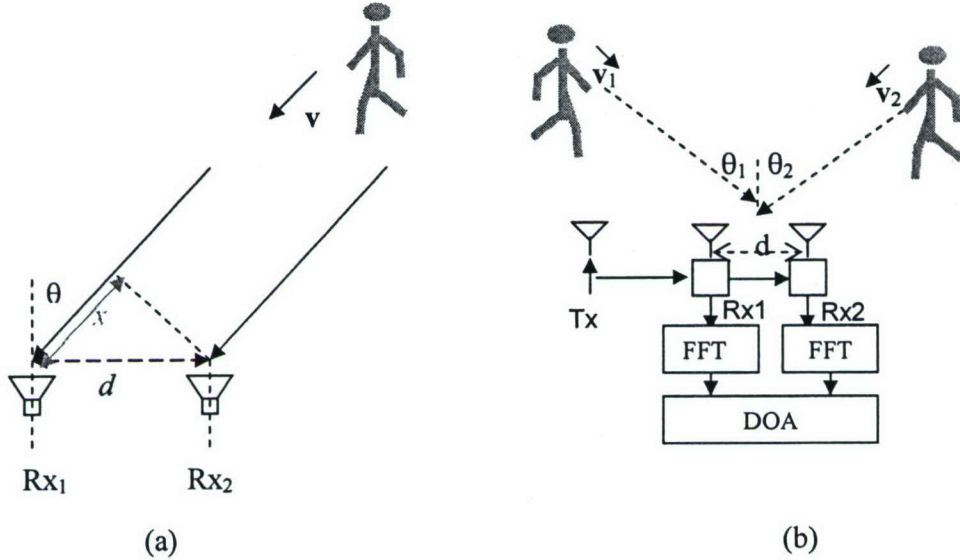 v
θ
x
d
Rx₁
Rx₂
(a)
v₁
v₂
θ₁
θ₂
d
Tx
Rx1
Rx2
FFT
FFT
DOA
(b)